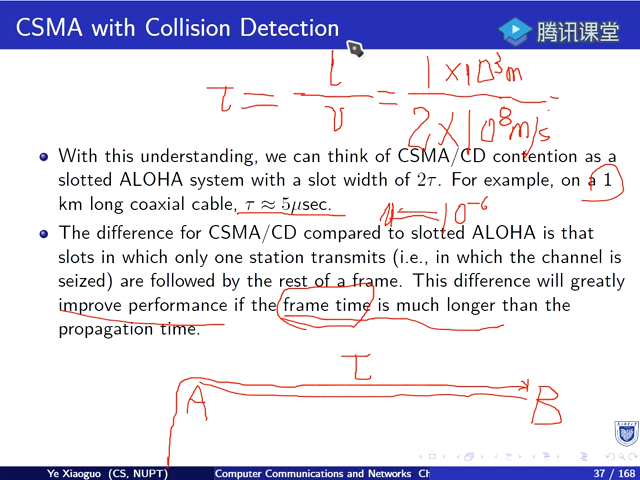 CSMA with Collision Detection
腾讯课堂
τ = l / v = 1 × 10³m / 2 × 10⁸m/s =
With this understanding, we can think of CSMA/CD contention as a
slotted ALOHA system with a slot width of 2τ. For example, on a 1
km long coaxial cable, τ ≈ 5μsec.
μ = 10⁻⁶
The difference for CSMA/CD compared to slotted ALOHA is that
slots in which only one station transmits (i.e., in which the channel is
seized) are followed by the rest of a frame. This difference will greatly
improve performance if the frame time is much longer than the
propagation time.
τ
A B
Ye Xiaoguo (CS, NUPT) Computer Communications and Networks Ch 37 / 168